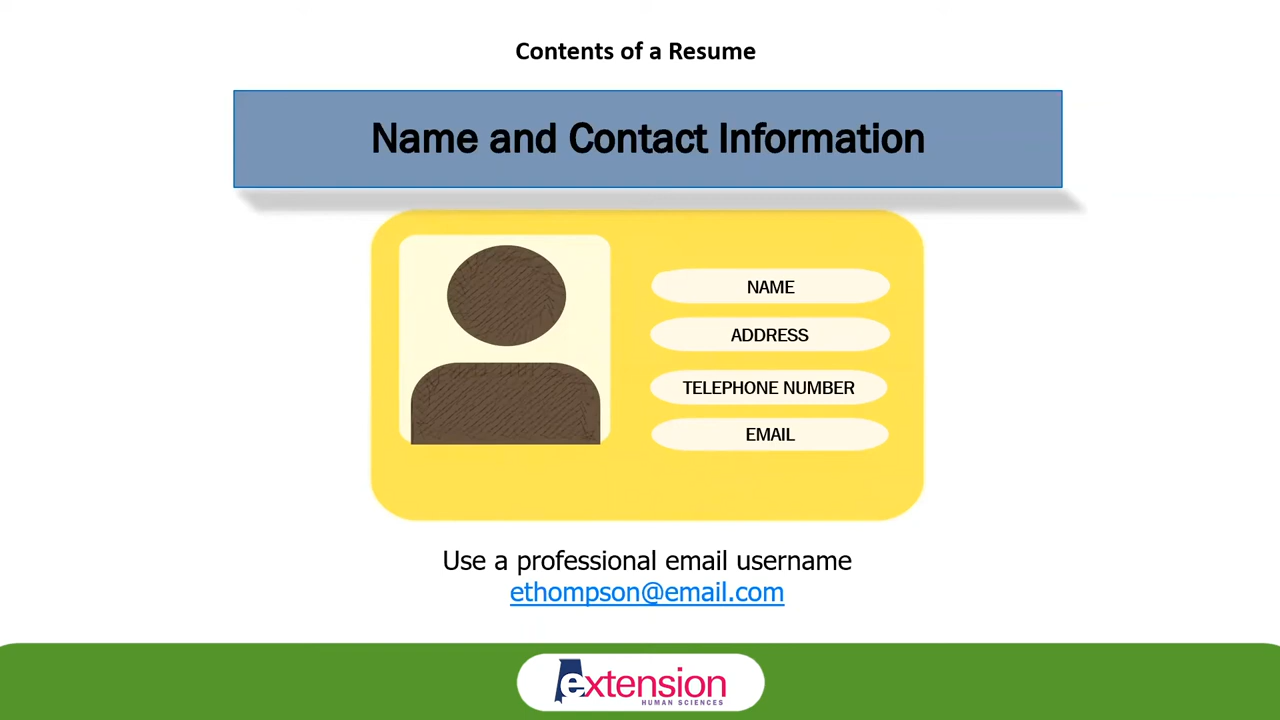 Contents of a Resume
Name and Contact Information
NAME
ADDRESS
TELEPHONE NUMBER
EMAIL
Use a professional email username
ethompson@email.com
extension
HUMAN SCIENCES